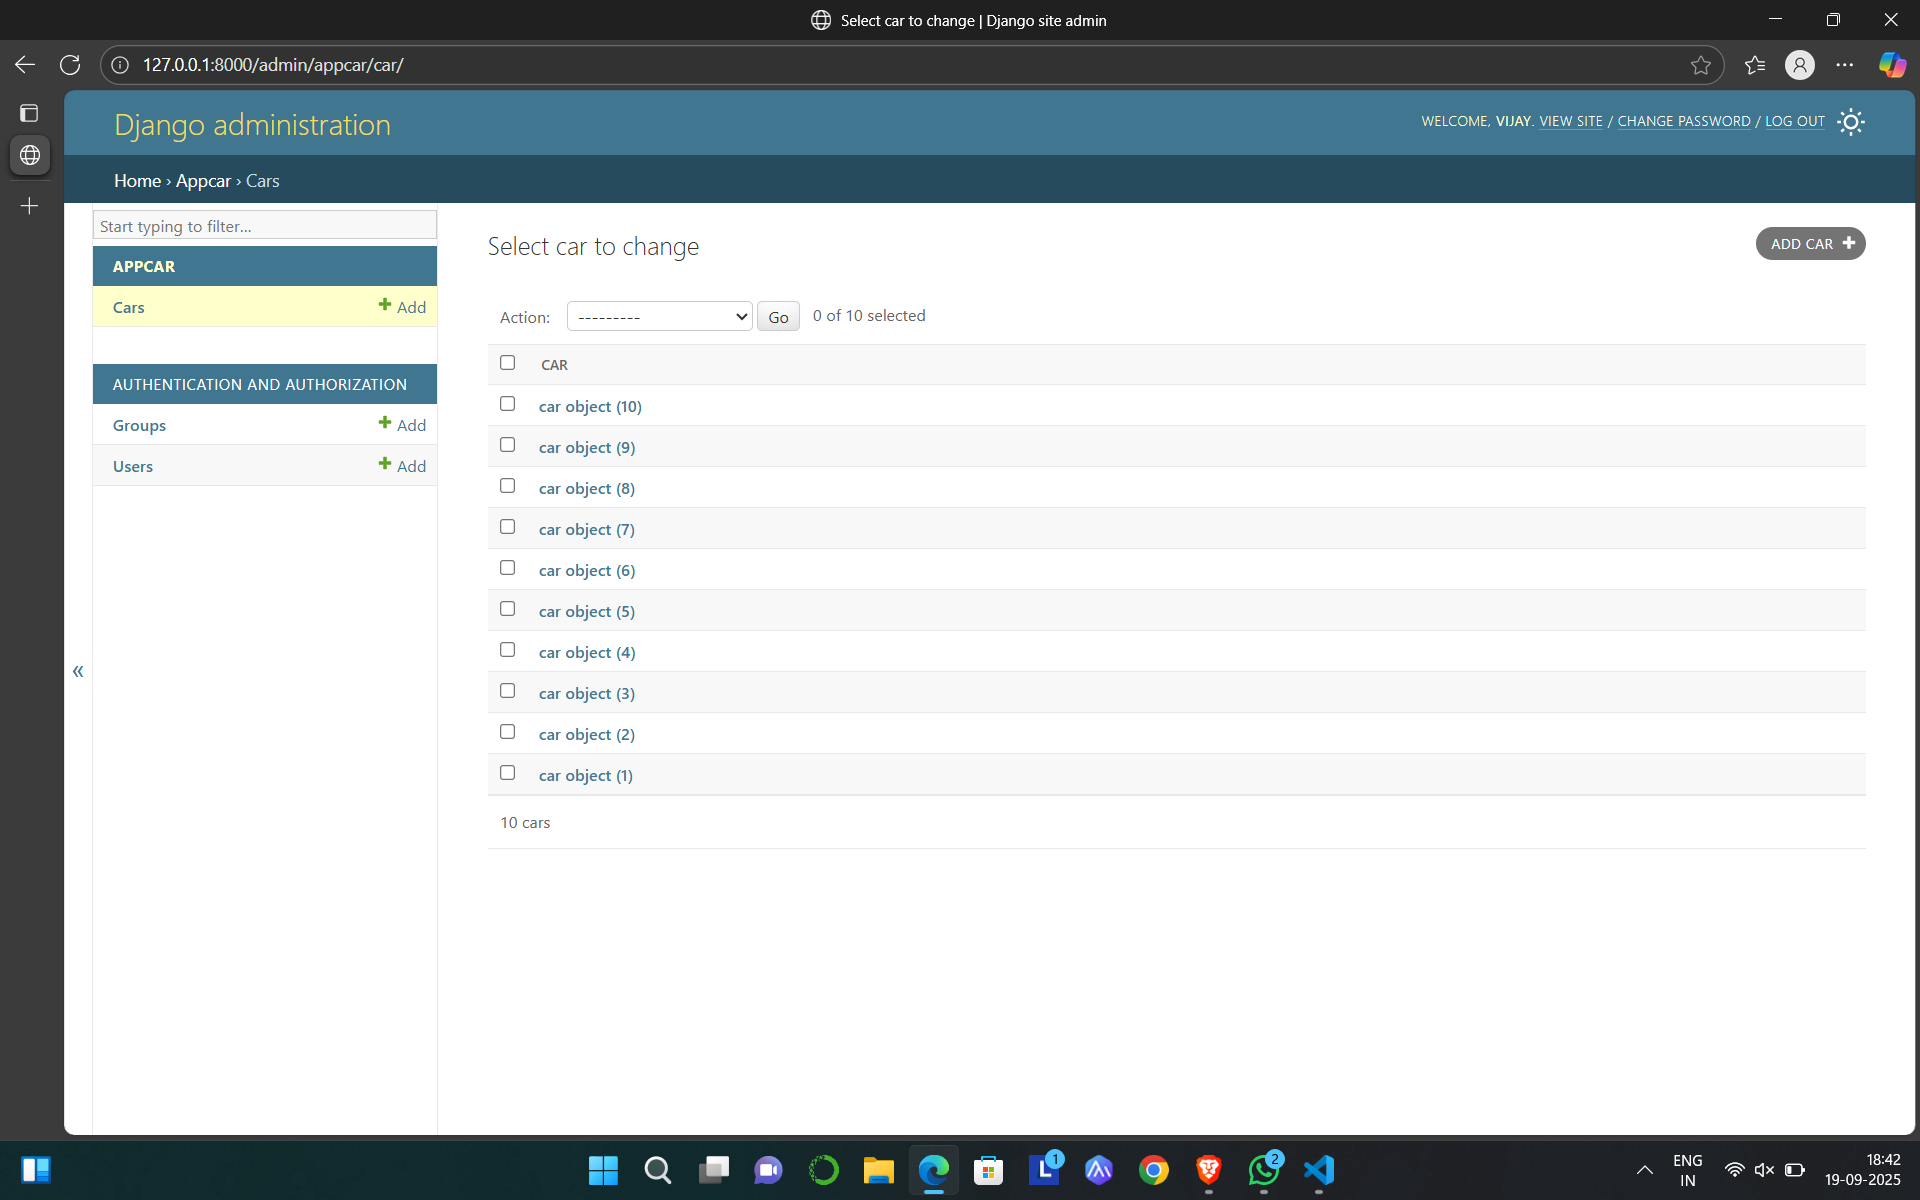 Select car to change | Django site admin
127.0.0.1:8000/admin/appcar/car/
Django administration
WELCOME, VIJAY. VIEW SITE / CHANGE PASSWORD / LOG OUT
Home › Appcar › Cars
Start typing to filter...
APPCAR
Cars + Add
AUTHENTICATION AND AUTHORIZATION
Groups + Add
Users + Add
«
Select car to change
ADD CAR +
Action: --------- Go 0 of 10 selected
CAR
car object (10)
car object (9)
car object (8)
car object (7)
car object (6)
car object (5)
car object (4)
car object (3)
car object (2)
car object (1)
10 cars
L 1
2
ENG
IN
18:42
19-09-2025